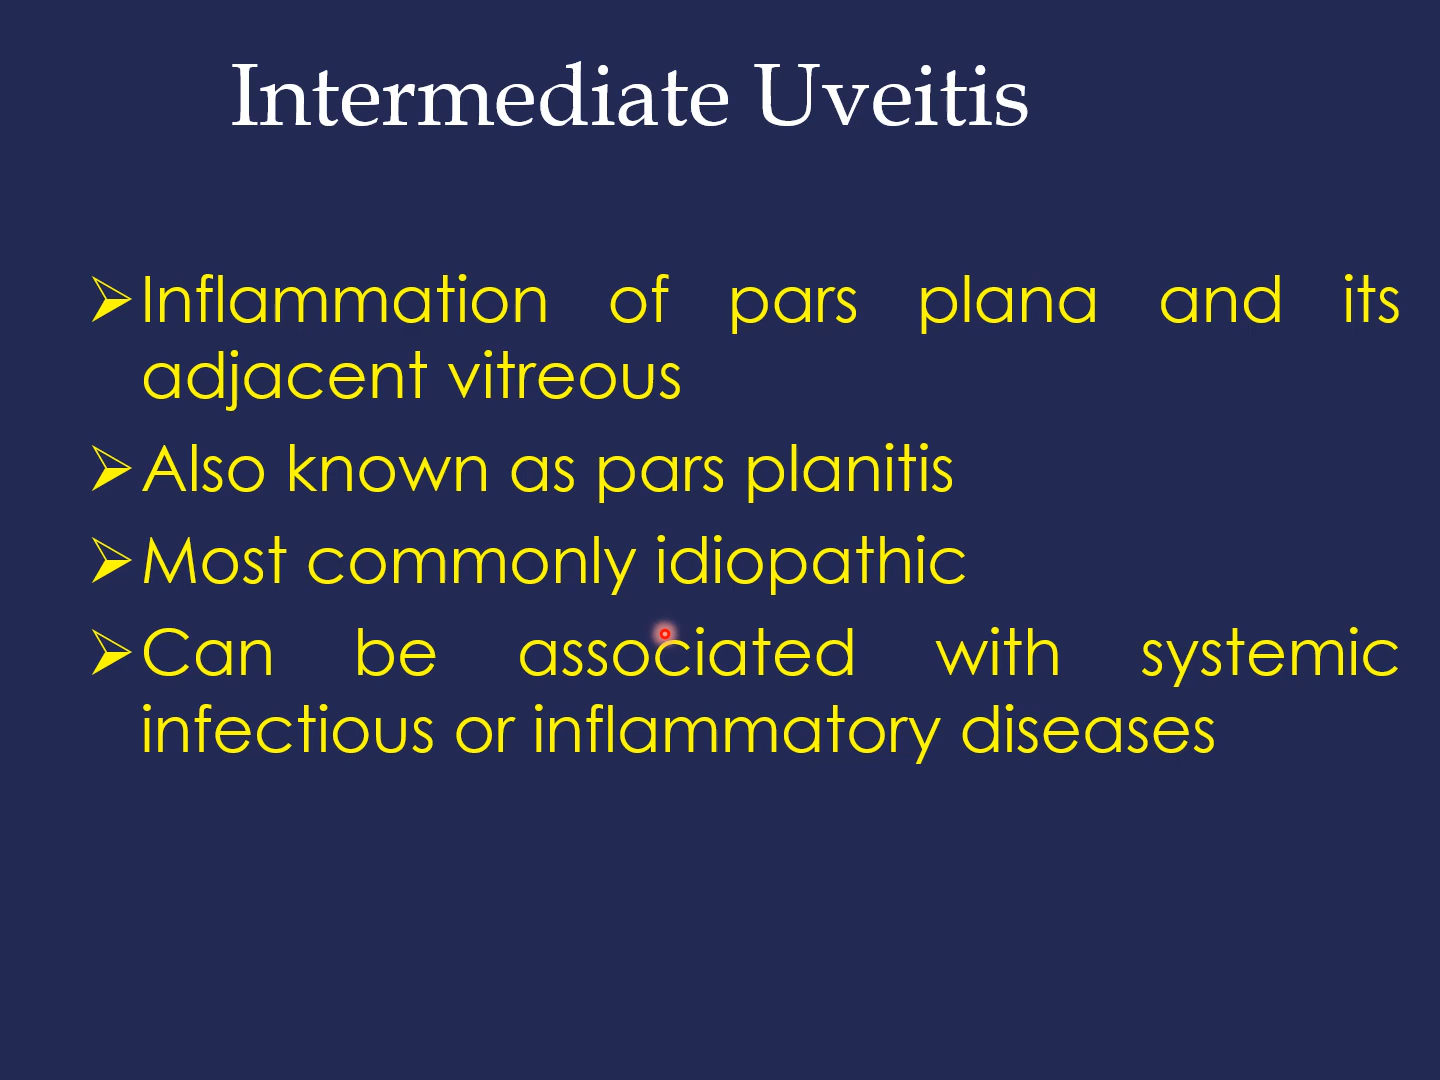 Intermediate Uveitis
➢Inflammation of pars plana and its
adjacent vitreous
➢Also known as pars planitis
➢Most commonly idiopathic
➢Can be associated with systemic
infectious or inflammatory diseases